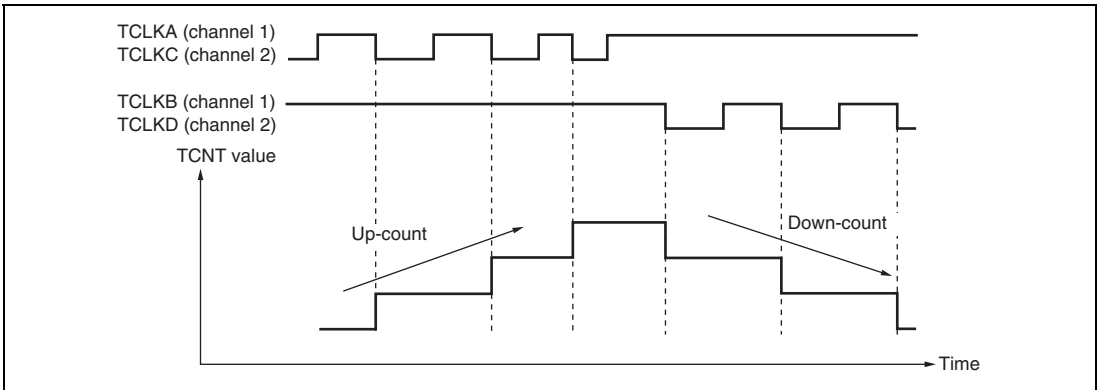 TCLKA (channel 1)
TCLKC (channel 2)
TCLKB (channel 1)
TCLKD (channel 2)
TCNT value
Up-count
Down-count
Time